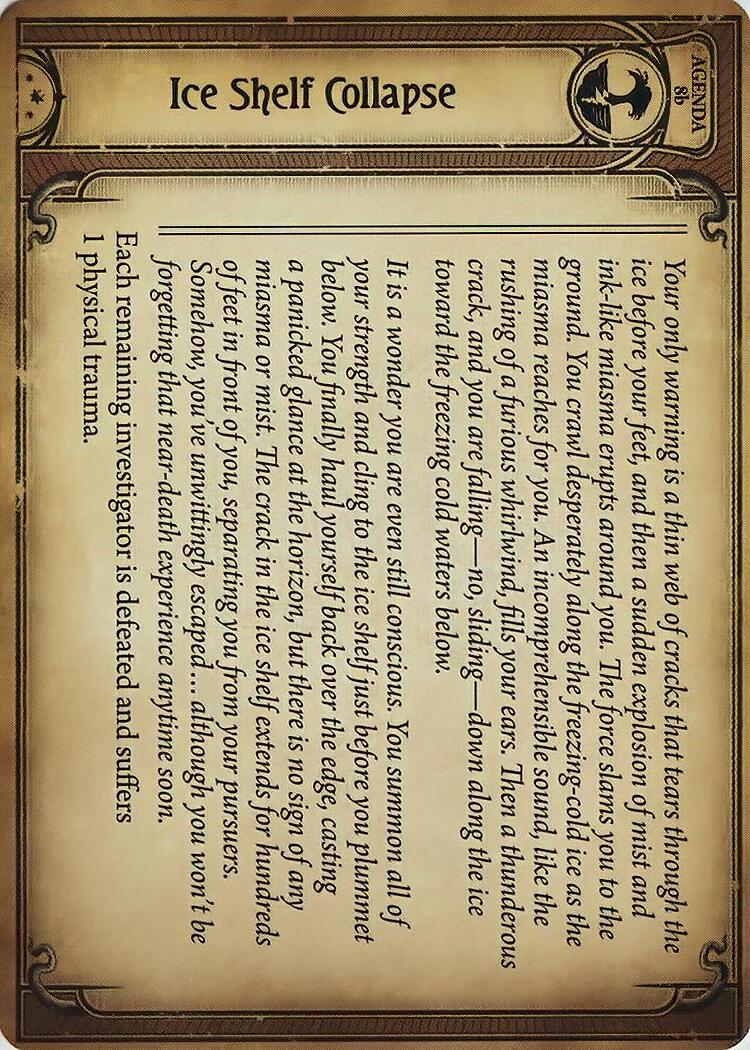 AGENDA
8b
Ice Shelf Collapse
Your only warning is a thin web of cracks that tears through the
ice before your feet, and then a sudden explosion of mist and
ink-like miasma erupts around you. The force slams you to the
ground. You crawl desperately along the freezing-cold ice as the
miasma reaches for you. An incomprehensible sound, like the
rushing of a furious whirlwind, fills your ears. Then a thunderous
crack, and you are falling—no, sliding—down along the ice
toward the freezing cold waters below.
It is a wonder you are even still conscious. You summon all of
your strength and cling to the ice shelf just before you plummet
below. You finally haul yourself back over the edge, casting
a panicked glance at the horizon, but there is no sign of any
miasma or mist. The crack in the ice shelf extends for hundreds
of feet in front of you, separating you from your pursuers.
Somehow, you’ve unwittingly escaped… although you won’t be
forgetting that near-death experience anytime soon.
Each remaining investigator is defeated and suffers
1 physical trauma.